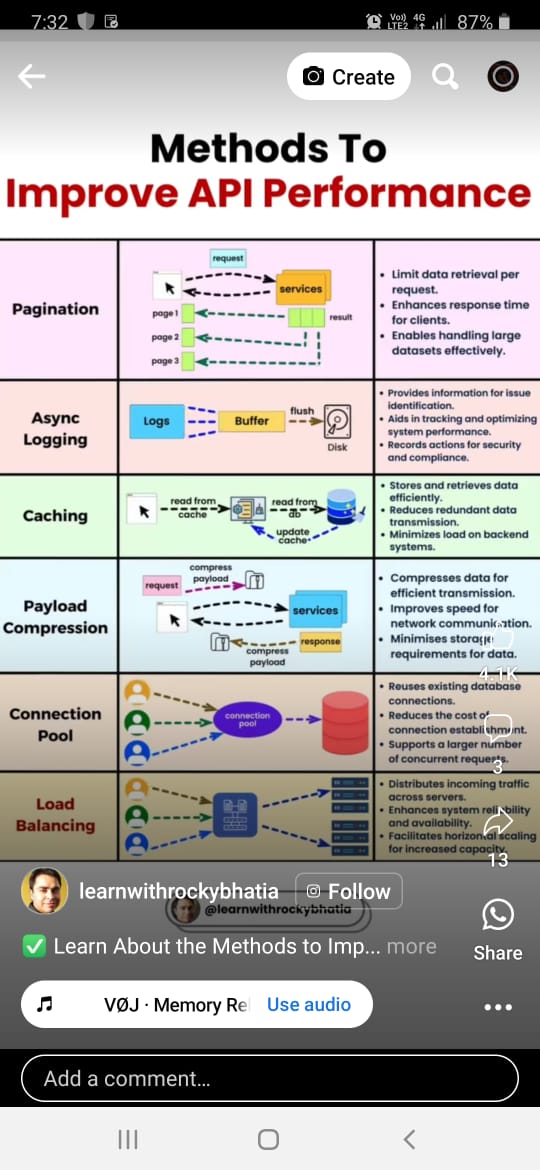 7:32
Vo)) 4G
LTE2
87%
Create
Methods To
Improve API Performance
Pagination
request
services
page 1
result
page 2
page 3
• Limit data retrieval per
request.
• Enhances response time
for clients.
• Enables handling large
datasets effectively.
Async
Logging
Logs
Buffer
flush
Disk
• Provides information for issue
identification.
• Aids in tracking and optimizing
system performance.
• Records actions for security
and compliance.
Caching
read from
cache
read from
db
update
cache
• Stores and retrieves data
efficiently.
• Reduces redundant data
transmission.
• Minimizes load on backend
systems.
Payload
Compression
compress
payload
request
services
response
compress
payload
• Compresses data for
efficient transmission.
• Improves speed for
network communication.
• Minimises storage
requirements for data.
4.1K
Connection
Pool
connection
pool
• Reuses existing database
connections.
• Reduces the cost of
connection establishment.
• Supports a larger number
of concurrent requests.
3
Load
Balancing
• Distributes incoming traffic
across servers.
• Enhances system reliability
and availability.
• Facilitates horizontal scaling
for increased capacity.
13
learnwithrockybhatia
Follow
@learnwithrockybhatia
✅ Learn About the Methods to Imp... more
Share
VØJ · Memory Re
Use audio
Add a comment...